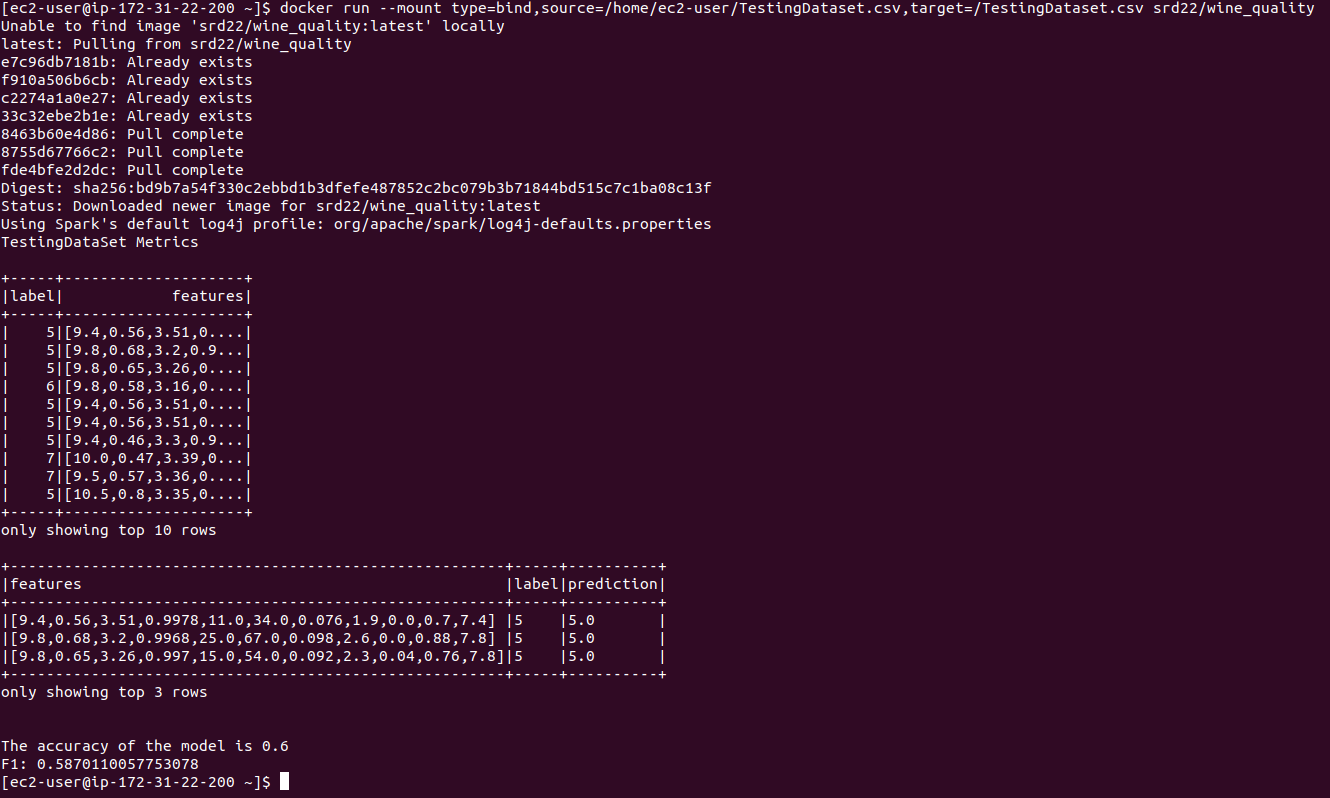 [ec2-user@ip-172-31-22-200 ~]$ docker run --mount type=bind,source=/home/ec2-user/TestingDataset.csv,target=/TestingDataset.csv srd22/wine_quality
Unable to find image 'srd22/wine_quality:latest' locally
latest: Pulling from srd22/wine_quality
e7c96db7181b: Already exists
f910a506b6cb: Already exists
c2274a1a0e27: Already exists
33c32ebe2b1e: Already exists
8463b60e4d86: Pull complete
8755d67766c2: Pull complete
fde4bfe2d2dc: Pull complete
Digest: sha256:bd9b7a54f330c2ebbd1b3dfefe487852c2bc079b3b71844bd515c7c1ba08c13f
Status: Downloaded newer image for srd22/wine_quality:latest
Using Spark's default log4j profile: org/apache/spark/log4j-defaults.properties
TestingDataSet Metrics

+-----+--------------------+
|label|            features|
+-----+--------------------+
|    5|[9.4,0.56,3.51,0....|
|    5|[9.8,0.68,3.2,0.9...|
|    5|[9.8,0.65,3.26,0....|
|    6|[9.8,0.58,3.16,0....|
|    5|[9.4,0.56,3.51,0....|
|    5|[9.4,0.56,3.51,0....|
|    5|[9.4,0.46,3.3,0.9...|
|    7|[10.0,0.47,3.39,0...|
|    7|[9.5,0.57,3.36,0....|
|    5|[10.5,0.8,3.35,0....|
+-----+--------------------+
only showing top 10 rows

+-------------------------------------------------------+-----+----------+
|features                                               |label|prediction|
+-------------------------------------------------------+-----+----------+
|[9.4,0.56,3.51,0.9978,11.0,34.0,0.076,1.9,0.0,0.7,7.4] |5    |5.0       |
|[9.8,0.68,3.2,0.9968,25.0,67.0,0.098,2.6,0.0,0.88,7.8] |5    |5.0       |
|[9.8,0.65,3.26,0.997,15.0,54.0,0.092,2.3,0.04,0.76,7.8]|5    |5.0       |
+-------------------------------------------------------+-----+----------+
only showing top 3 rows

The accuracy of the model is 0.6
F1: 0.5870110057753078
[ec2-user@ip-172-31-22-200 ~]$